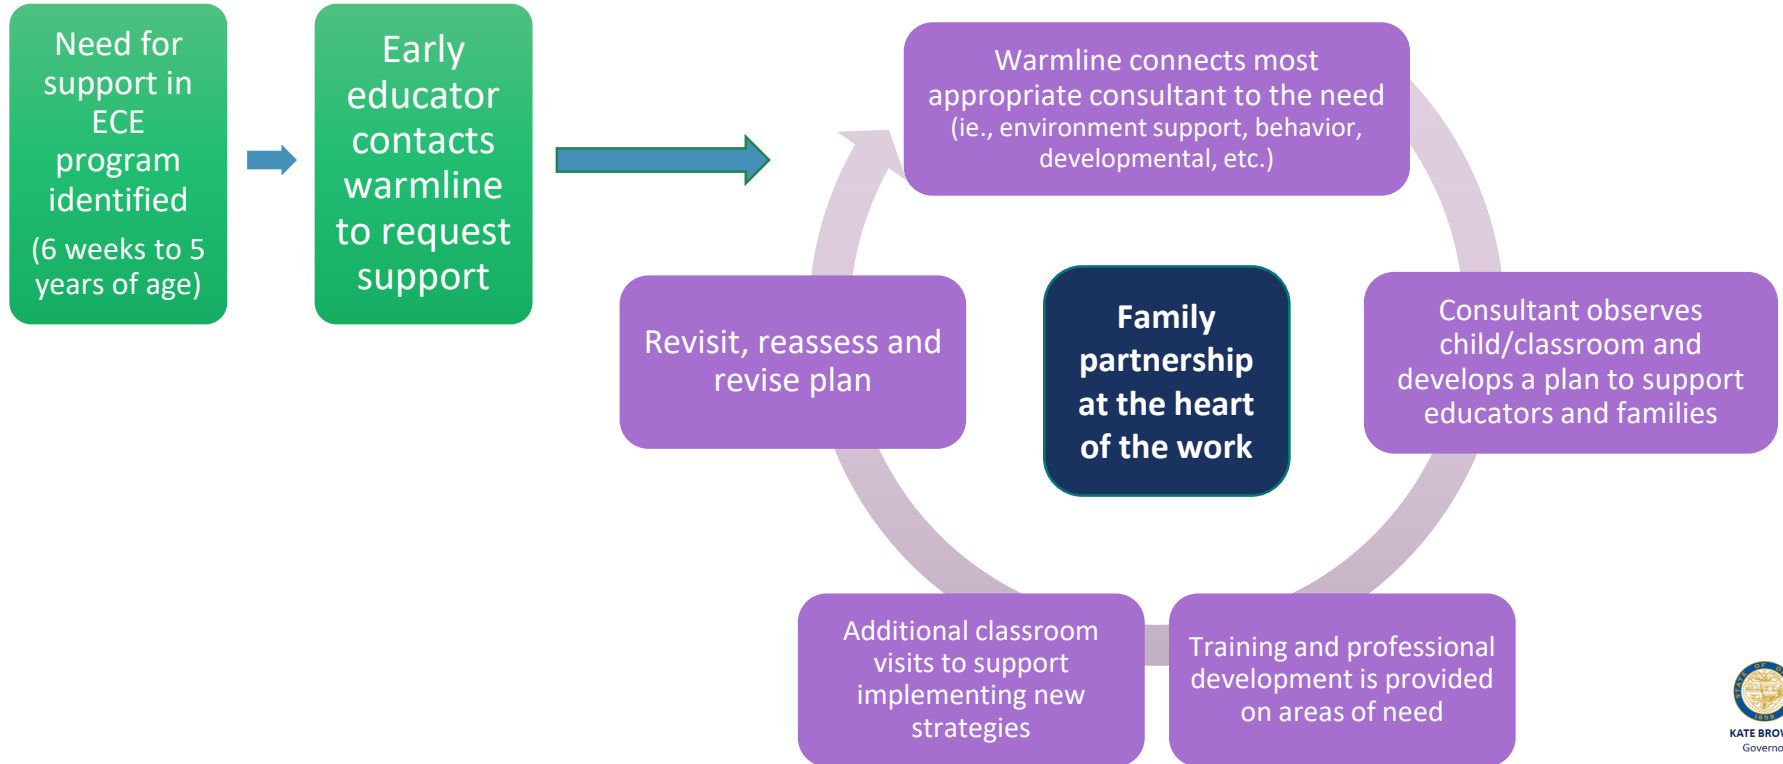 Need for
support in
ECE
program
identified
(6 weeks to 5
years of age)
Early
educator
contacts
warmline
to request
support
Warmline connects most
appropriate consultant to the need
(ie., environment support, behavior,
developmental, etc.)
Consultant observes
child/classroom and
develops a plan to support
educators and families
Training and professional
development is provided
on areas of need
Additional classroom
visits to support
implementing new
strategies
Revisit, reassess and
revise plan
Family
partnership
at the heart
of the work
STATE OF
1859
KATE